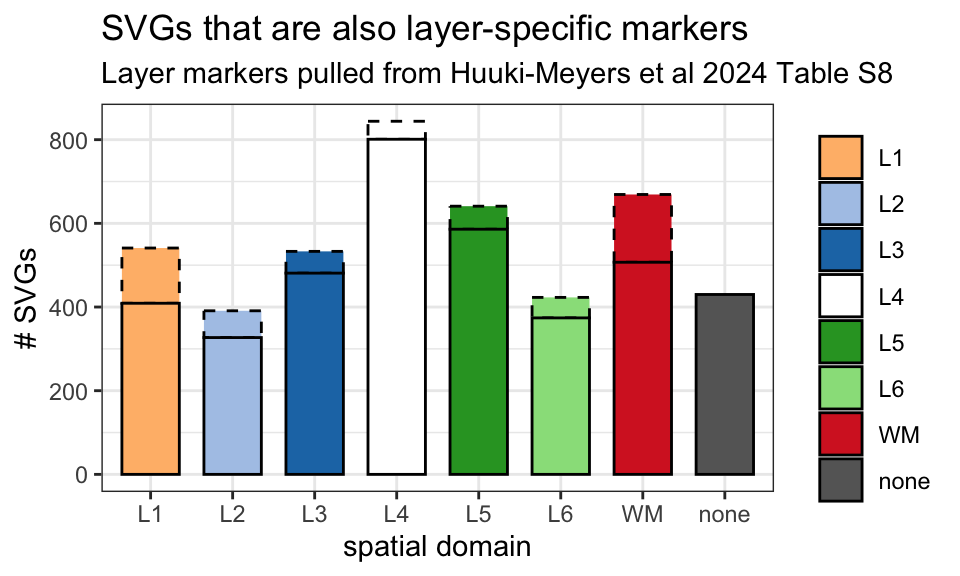 SVGs that are also layer-specific markers
Layer markers pulled from Huuki-Meyers et al 2024 Table S8
# SVGs
800
600
400
200
0
L1 L2 L3 L4 L5 L6 WM none
spatial domain
L1
L2
L3
L4
L5
L6
WM
none